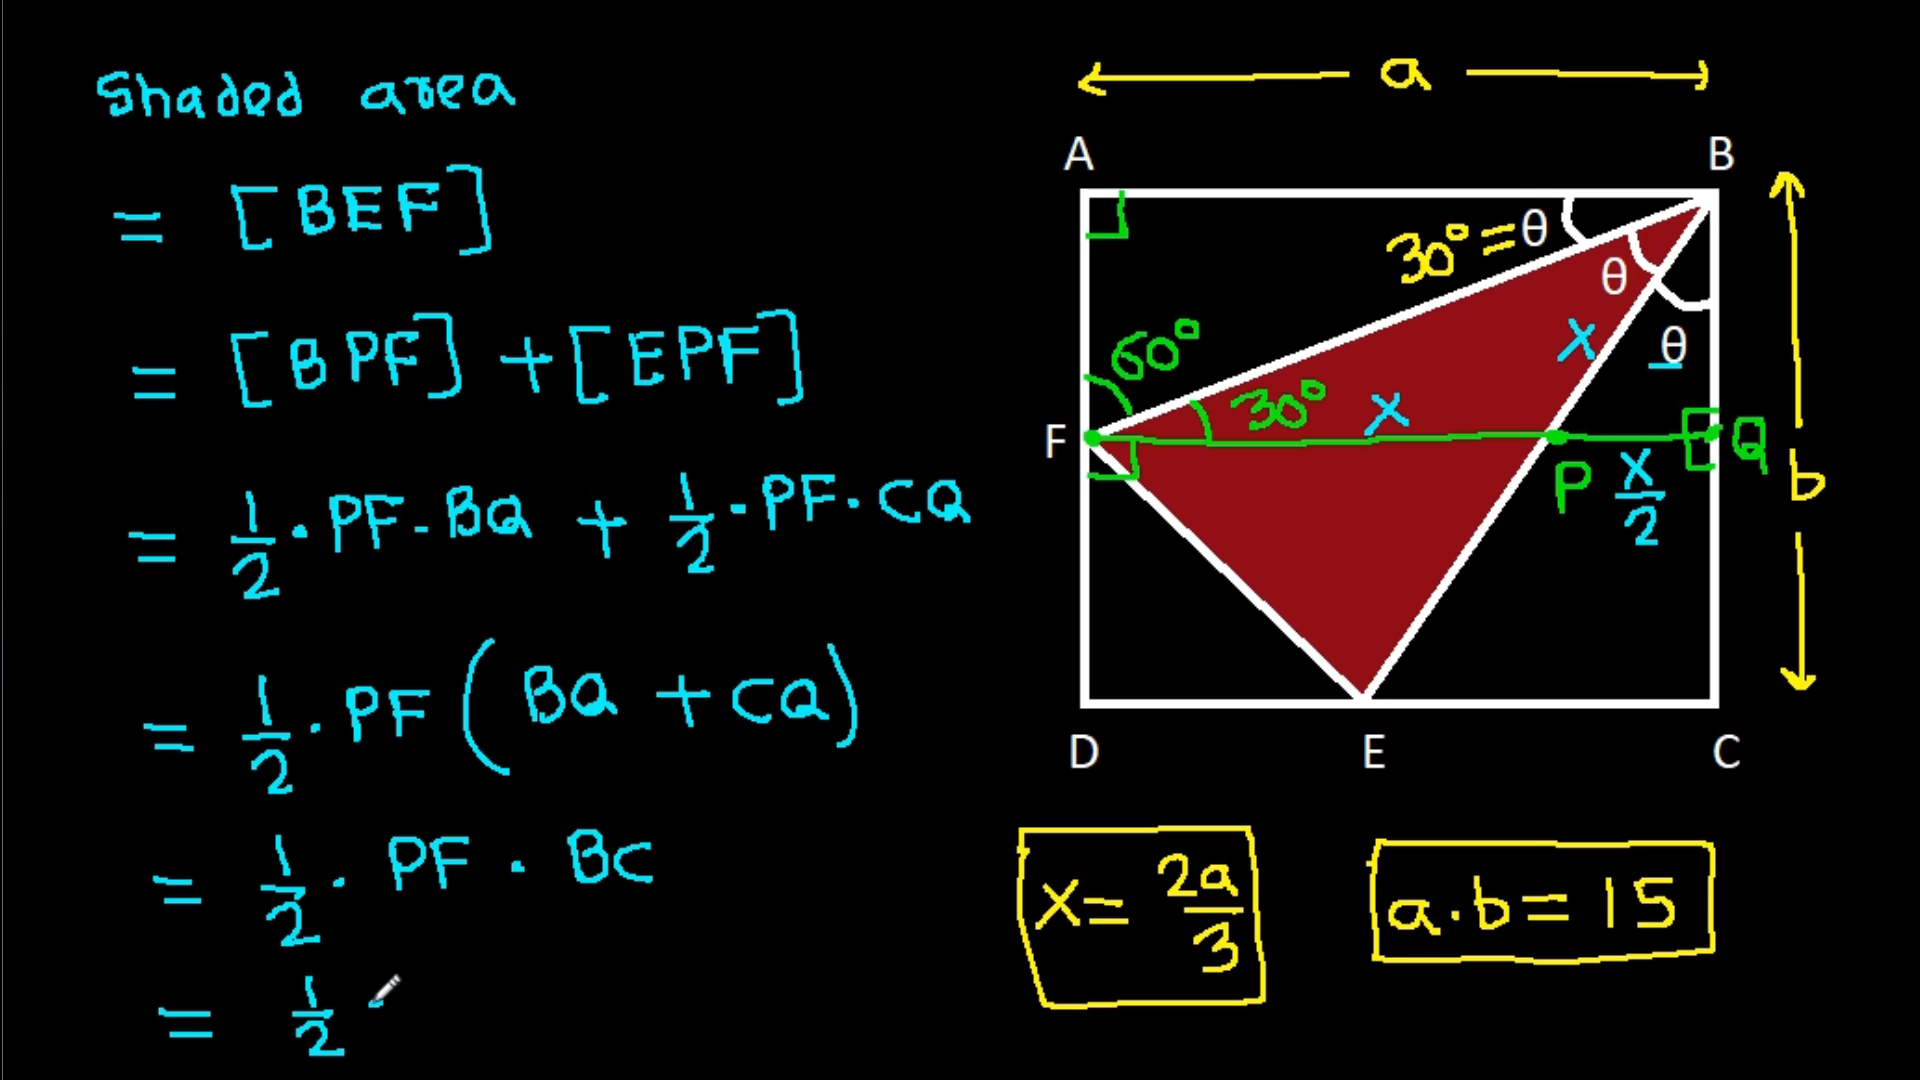 Shaded area
= [BEF]
= [BPF] + [EPF]
= 1/2 · PF · BQ + 1/2 · PF · CQ
= 1/2 · PF (BQ + CQ)
= 1/2 · PF · BC
= 1/2 ·
a
A B
30° = θ
θ
θ
60°
30°
x
x
F
P
x/2
Q
b
D E C
x = 2a/3
a · b = 15